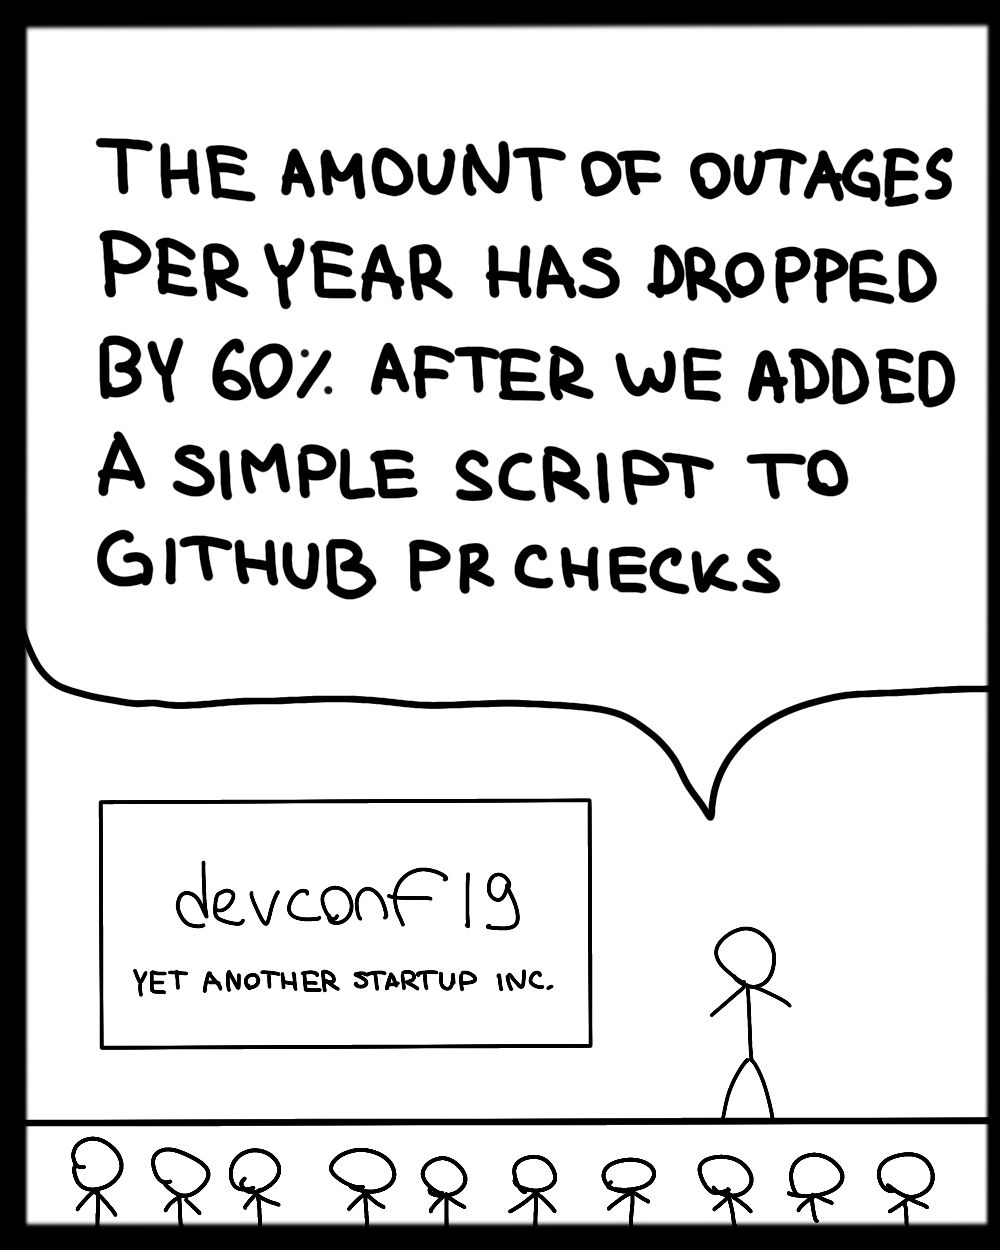 THE AMOUNT OF OUTAGES
PER YEAR HAS DROPPED
BY 60% AFTER WE ADDED
A SIMPLE SCRIPT TO
GITHUB PR CHECKS
devconf 19
YET ANOTHER STARTUP INC.